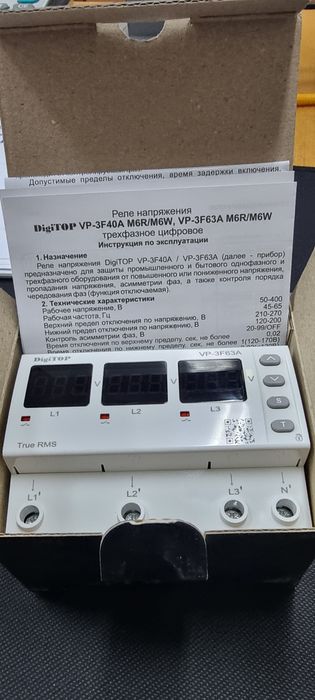 Допустимые пределы отключения, время задержки включения.
Реле напряжения
DigiTOP VP-3F40A M6R/M6W, VP-3F63A M6R/M6W
трехфазное цифровое
Инструкция по эксплуатации
1. Назначение
Реле напряжения DigiTOP VP-3F40A / VP-3F63A (далее - прибор)
предназначено для защиты промышленного и бытового однофазного и
трехфазного оборудования от повышенного или пониженного напряжения,
пропадания напряжения, асимметрии фаз, а также контроля порядка
чередования фаз (функция отключаемая).
2. Технические характеристики
Рабочее напряжение, В 50-400
Рабочая частота, Гц 45-65
Верхний предел отключения по напряжению, В 210-270
Нижний предел отключения по напряжению, В 120-200
Контроль асимметрии фаз, В 20-99/OFF
Время отключения по верхнему пределу, сек, не более 0,02
Время отключения по нижнему пределу, сек, не более 1(120-170В)
DigiTOP VP-3F63A
V V V
L1 L2 L3
S
T
True RMS
L1 L2 L3 N